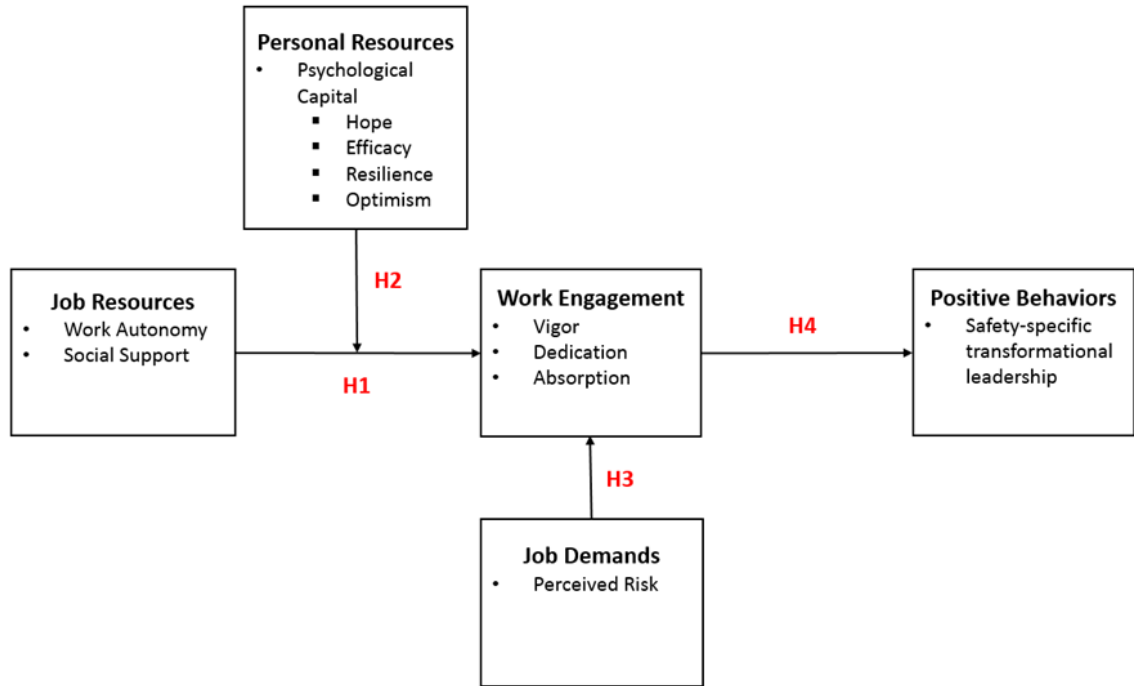 Personal Resources
• Psychological
Capital
▪ Hope
▪ Efficacy
▪ Resilience
▪ Optimism
H2
Job Resources
• Work Autonomy
• Social Support
H1
Work Engagement
• Vigor
• Dedication
• Absorption
H4
Positive Behaviors
• Safety-specific
transformational
leadership
H3
Job Demands
• Perceived Risk